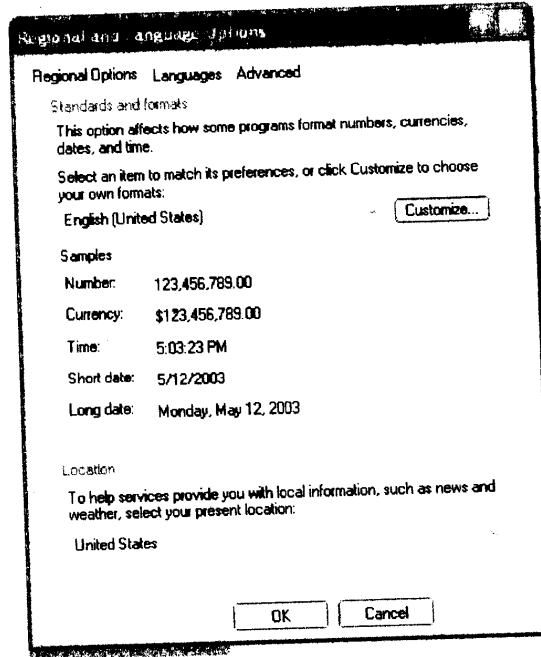 Regional and Language Options
Regional Options Languages Advanced
Standards and formats
This option affects how some programs format numbers, currencies,
dates, and time.
Select an item to match its preferences, or click Customize to choose
your own formats:
English (United States)
Customize...
Samples
Number: 123,456,789.00
Currency: $123,456,789.00
Time: 5:03:23 PM
Short date: 5/12/2003
Long date: Monday, May 12, 2003
Location
To help services provide you with local information, such as news and
weather, select your present location:
United States
OK Cancel